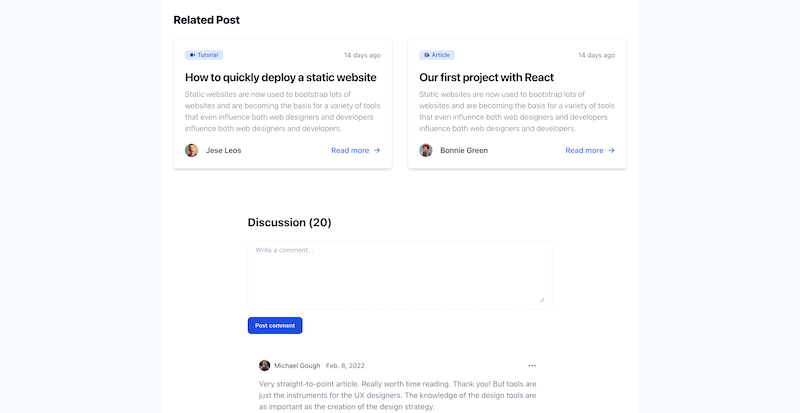 Related Post
Tutorial
14 days ago
How to quickly deploy a static website
Static websites are now used to bootstrap lots of
websites and are becoming the basis for a variety of tools
that even influence both web designers and developers
influence both web designers and developers.
Jese Leos
Read more
Article
14 days ago
Our first project with React
Static websites are now used to bootstrap lots of
websites and are becoming the basis for a variety of tools
that even influence both web designers and developers
influence both web designers and developers.
Bonnie Green
Read more
Discussion (20)
Write a comment...
Post comment
Michael Gough Feb. 8, 2022
Very straight-to-point article. Really worth time reading. Thank you! But tools are
just the instruments for the UX designers. The knowledge of the design tools are
as important as the creation of the design strategy.